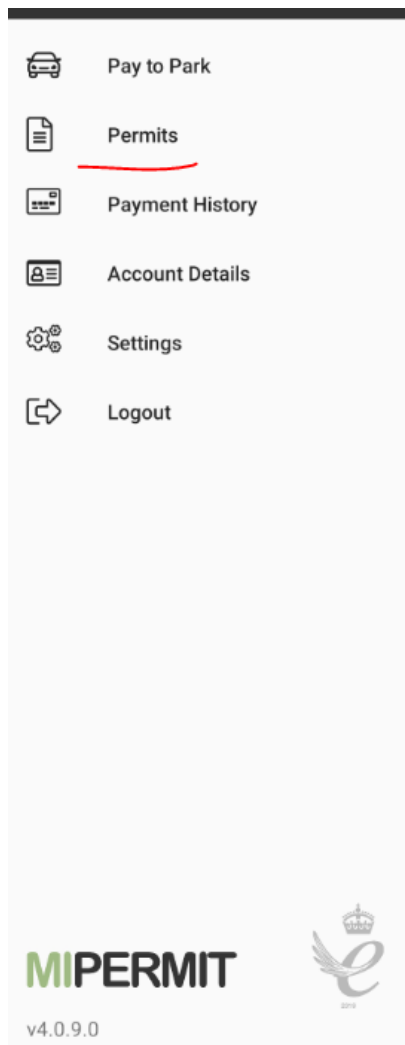 Pay to Park
Permits
Payment History
Account Details
Settings
Logout
MIPERMIT
v4.0.9.0